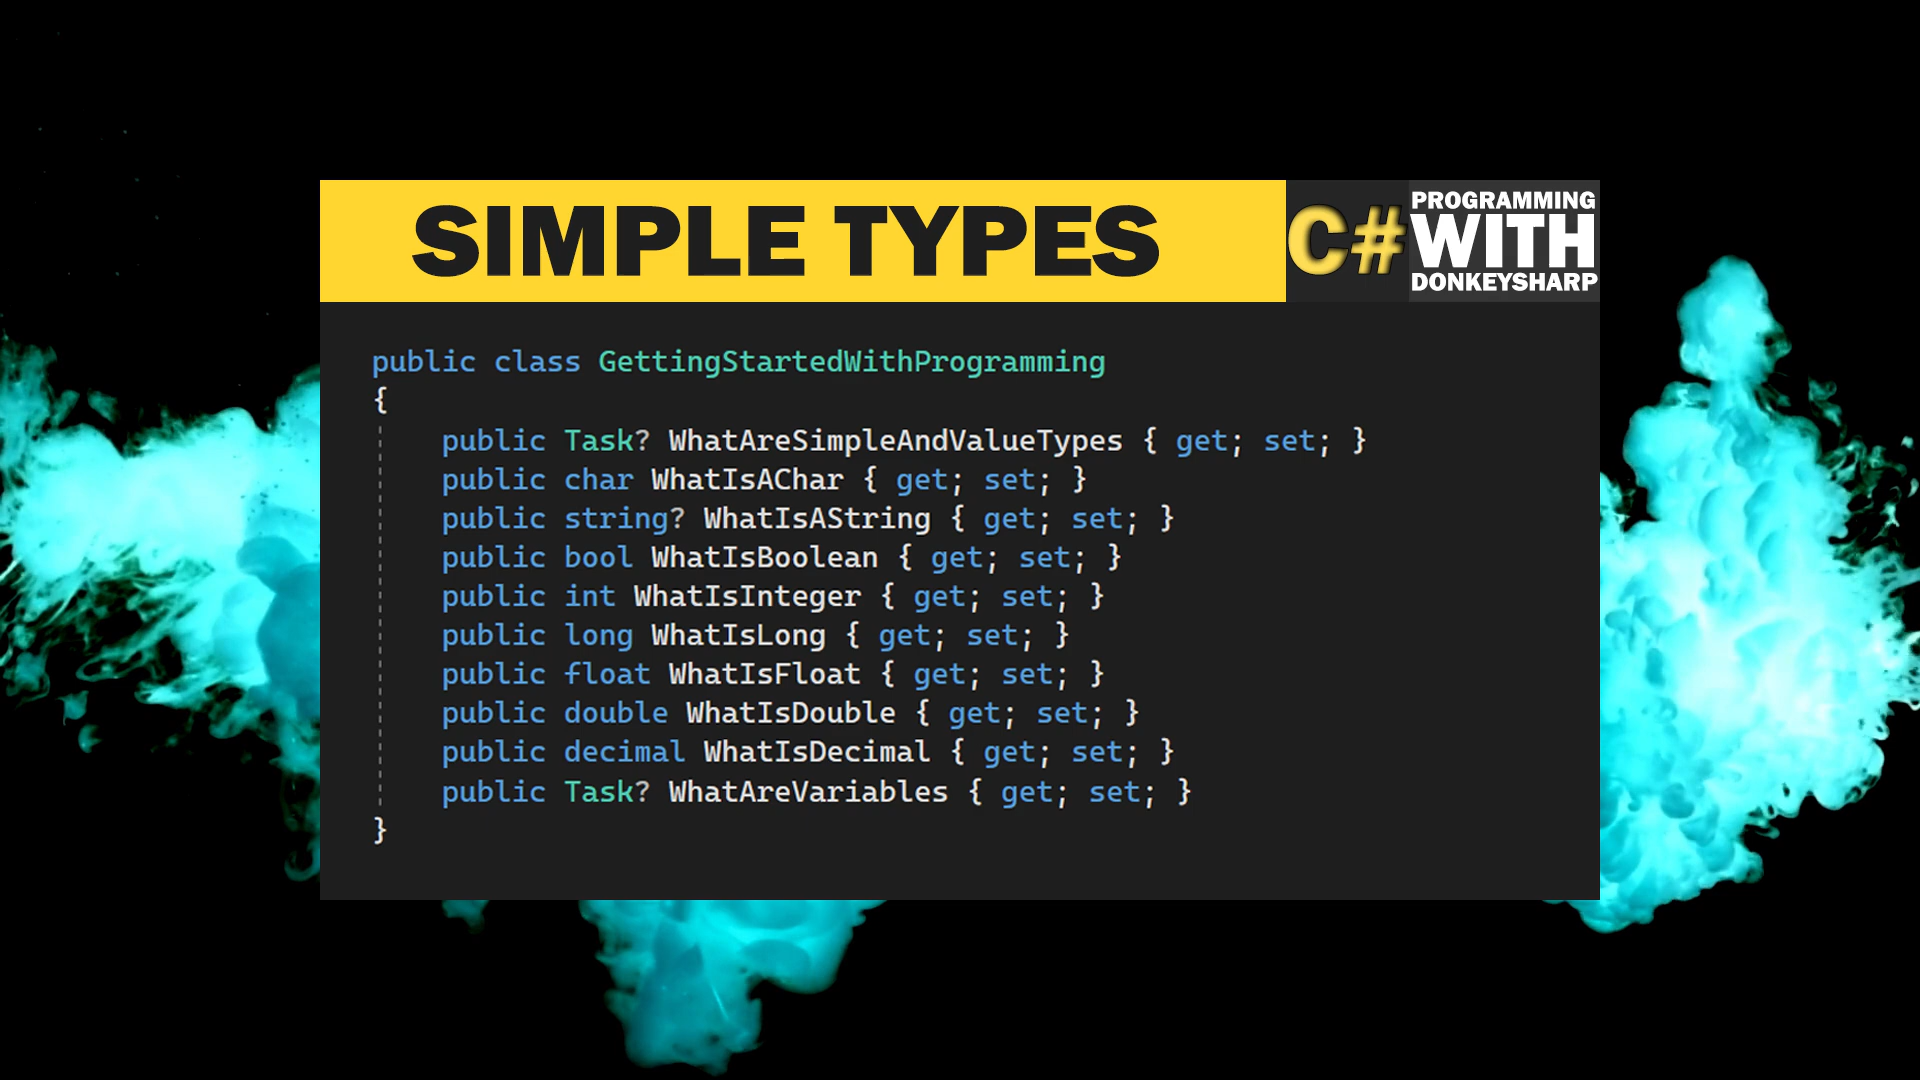 SIMPLE TYPES
C#
PROGRAMMING
WITH
DONKEYSHARP
public class GettingStartedWithProgramming
{
public Task? WhatAreSimpleAndValueTypes { get; set; }
public char WhatIsAChar { get; set; }
public string? WhatIsAString { get; set; }
public bool WhatIsBoolean { get; set; }
public int WhatIsInteger { get; set; }
public long WhatIsLong { get; set; }
public float WhatIsFloat { get; set; }
public double WhatIsDouble { get; set; }
public decimal WhatIsDecimal { get; set; }
public Task? WhatAreVariables { get; set; }
}